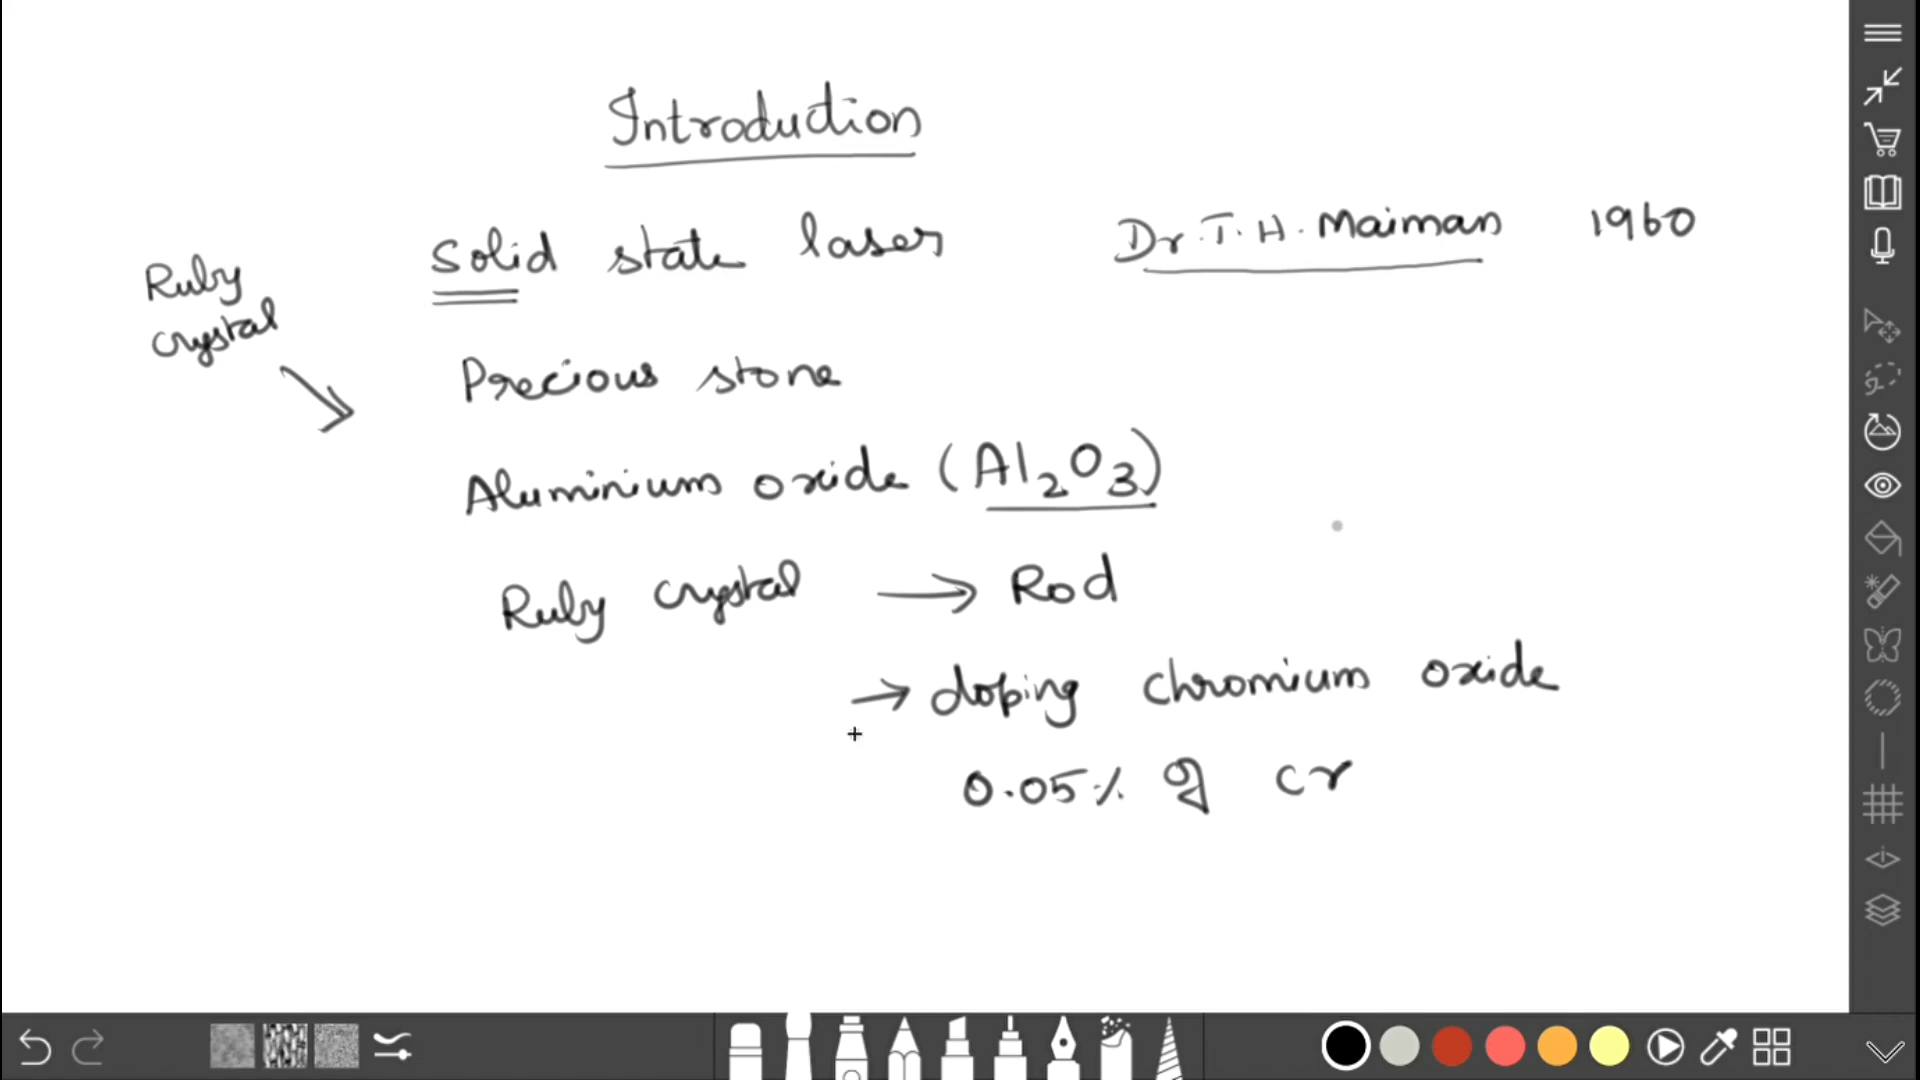 Introduction
Solid state laser Dr. T. H. Maiman 1960
Ruby
crystal
Precious stone
Aluminium oxide (Al₂O₃)
Ruby crystal → Rod
→ doping chromium oxide
0.05% of cr